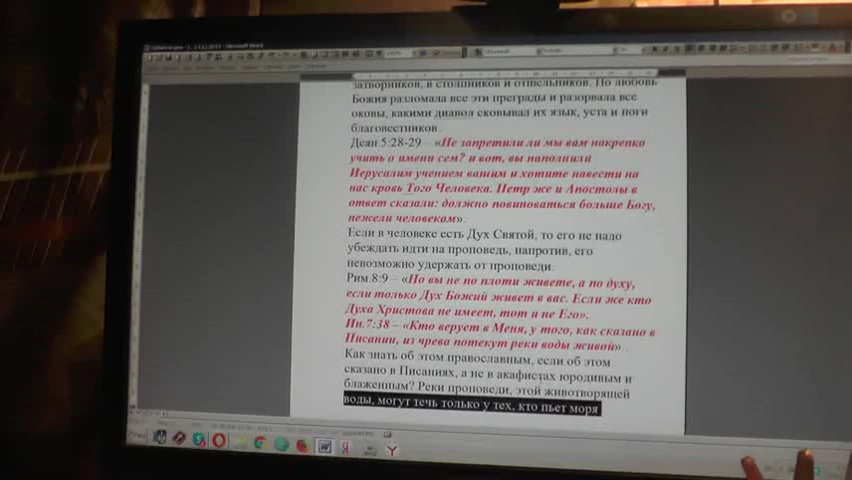 затворников, в столпников и отшельников. Но любовь
Божия разломала все эти преграды и разорвала все
оковы, какими диавол сковывал их язык, уста и ноги
благовестников.
Деян.5:28-29 – «Не запретили ли мы вам накрепко
учить о имени сем? и вот, вы наполнили
Иерусалим учением вашим и хотите навести на
нас кровь Того Человека. Петр же и Апостолы в
ответ сказали: должно повиноваться больше Богу,
нежели человекам».
Если в человеке есть Дух Святой, то его не надо
убеждать идти на проповедь, напротив, его
невозможно удержать от проповеди.
Рим.8:9 – «Но вы не по плоти живете, а по духу,
если только Дух Божий живет в вас. Если же кто
Духа Христова не имеет, тот и не Его».
Ин.7:38 – «Кто верует в Меня, у того, как сказано в
Писании, из чрева потекут реки воды живой»
Как знать об этом православным, если об этом
сказано в Писаниях, а не в акафистах юродивым и
блаженным? Реки проповеди, этой животворящей
воды, могут течь только у тех, кто пьет моря